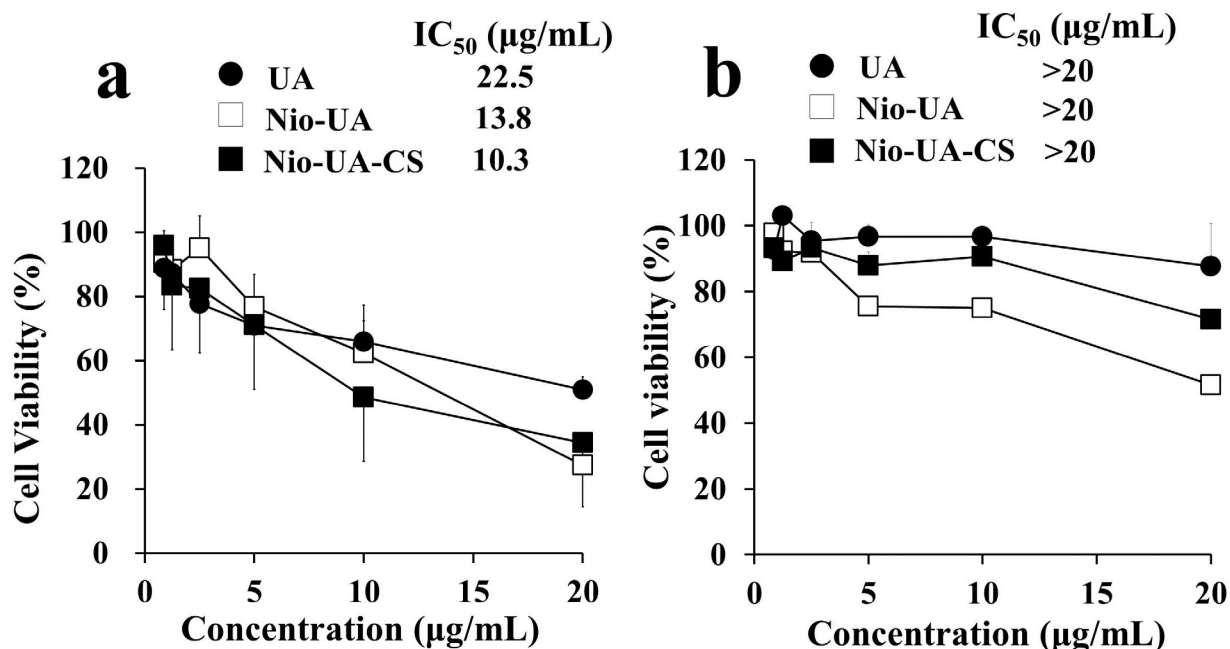 a
IC50 (μg/mL)
UA 22.5
Nio-UA 13.8
Nio-UA-CS 10.3
120
100
80
60
40
20
0
Cell Viability (%)
0 5 10 15 20
Concentration (μg/mL)
b
IC50 (μg/mL)
UA >20
Nio-UA >20
Nio-UA-CS >20
120
100
80
60
40
20
0
Cell viability (%)
0 5 10 15 20
Concentration (μg/mL)